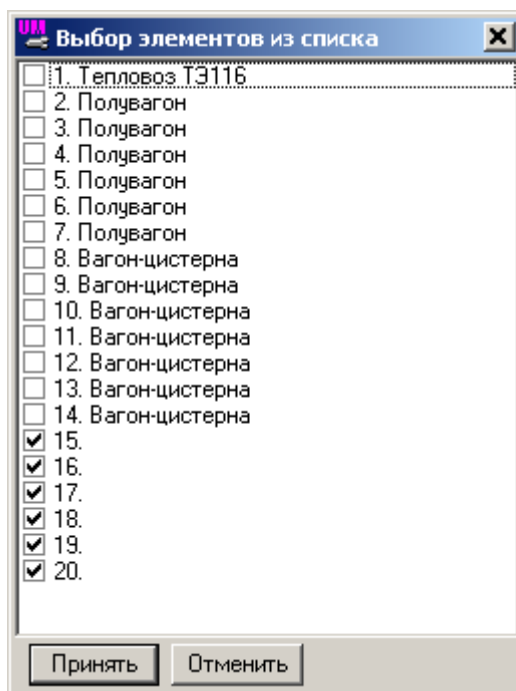 UM
Выбор элементов из списка
1. Тепловоз ТЭ116
2. Полувагон
3. Полувагон
4. Полувагон
5. Полувагон
6. Полувагон
7. Полувагон
8. Вагон-цистерна
9. Вагон-цистерна
10. Вагон-цистерна
11. Вагон-цистерна
12. Вагон-цистерна
13. Вагон-цистерна
14. Вагон-цистерна
15.
16.
17.
18.
19.
20.
Принять Отменить